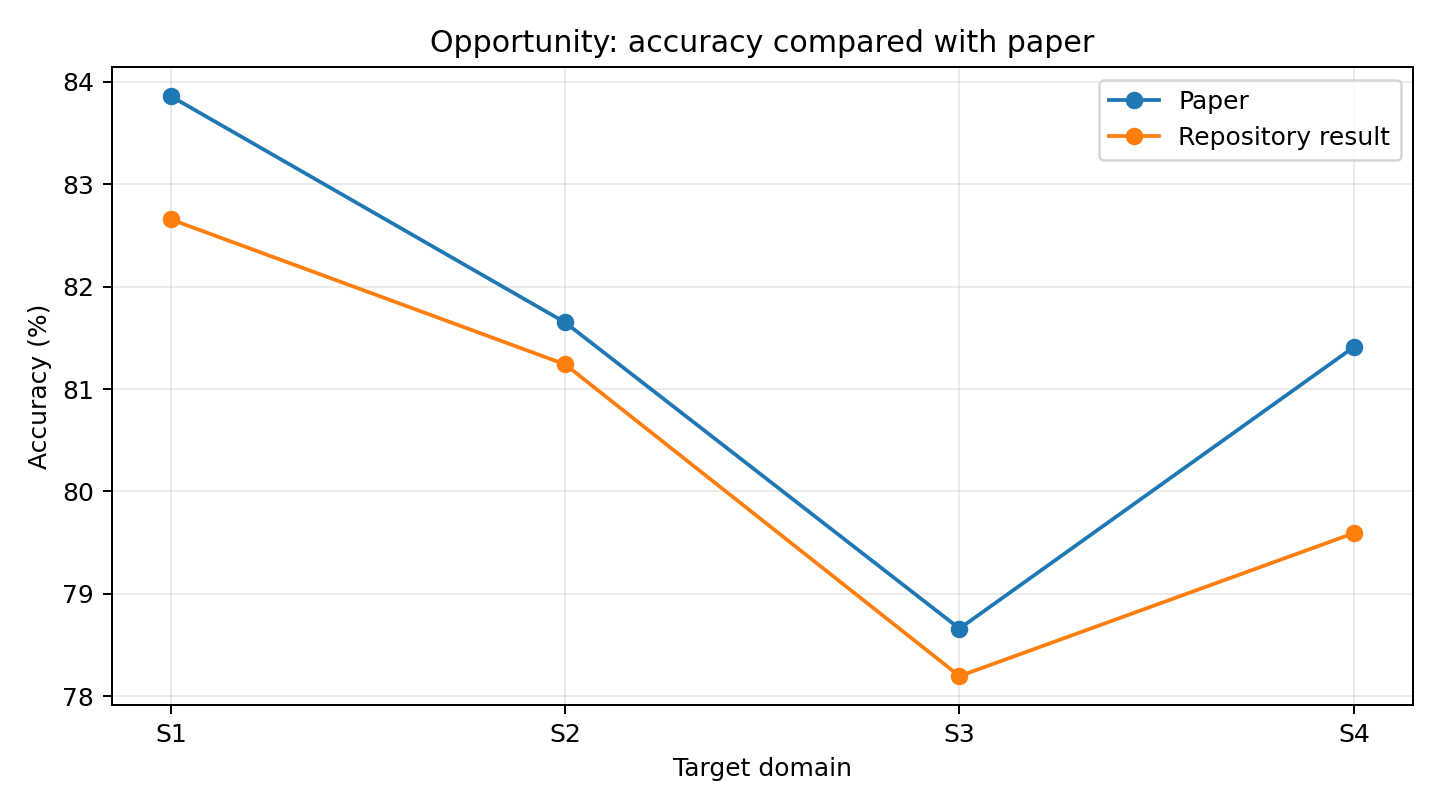 Opportunity: accuracy compared with paper
Paper
Repository result
Accuracy (%)
84
83
82
81
80
79
78
S1 S2 S3 S4
Target domain